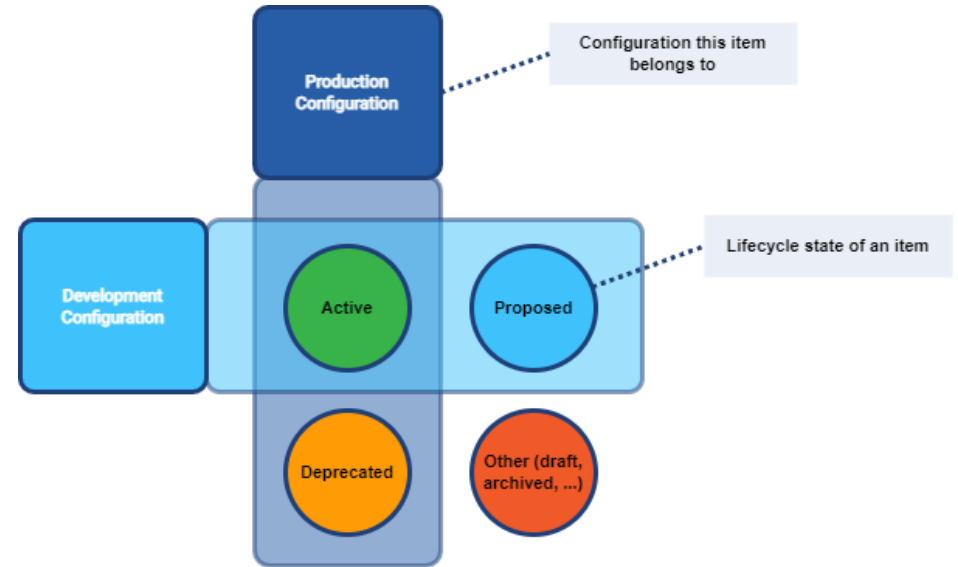 Configuration this item
belongs to
Production
Configuration
Lifecycle state of an item
Development
Configuration
Active
Proposed
Deprecated
Other (draft,
archived, ...)